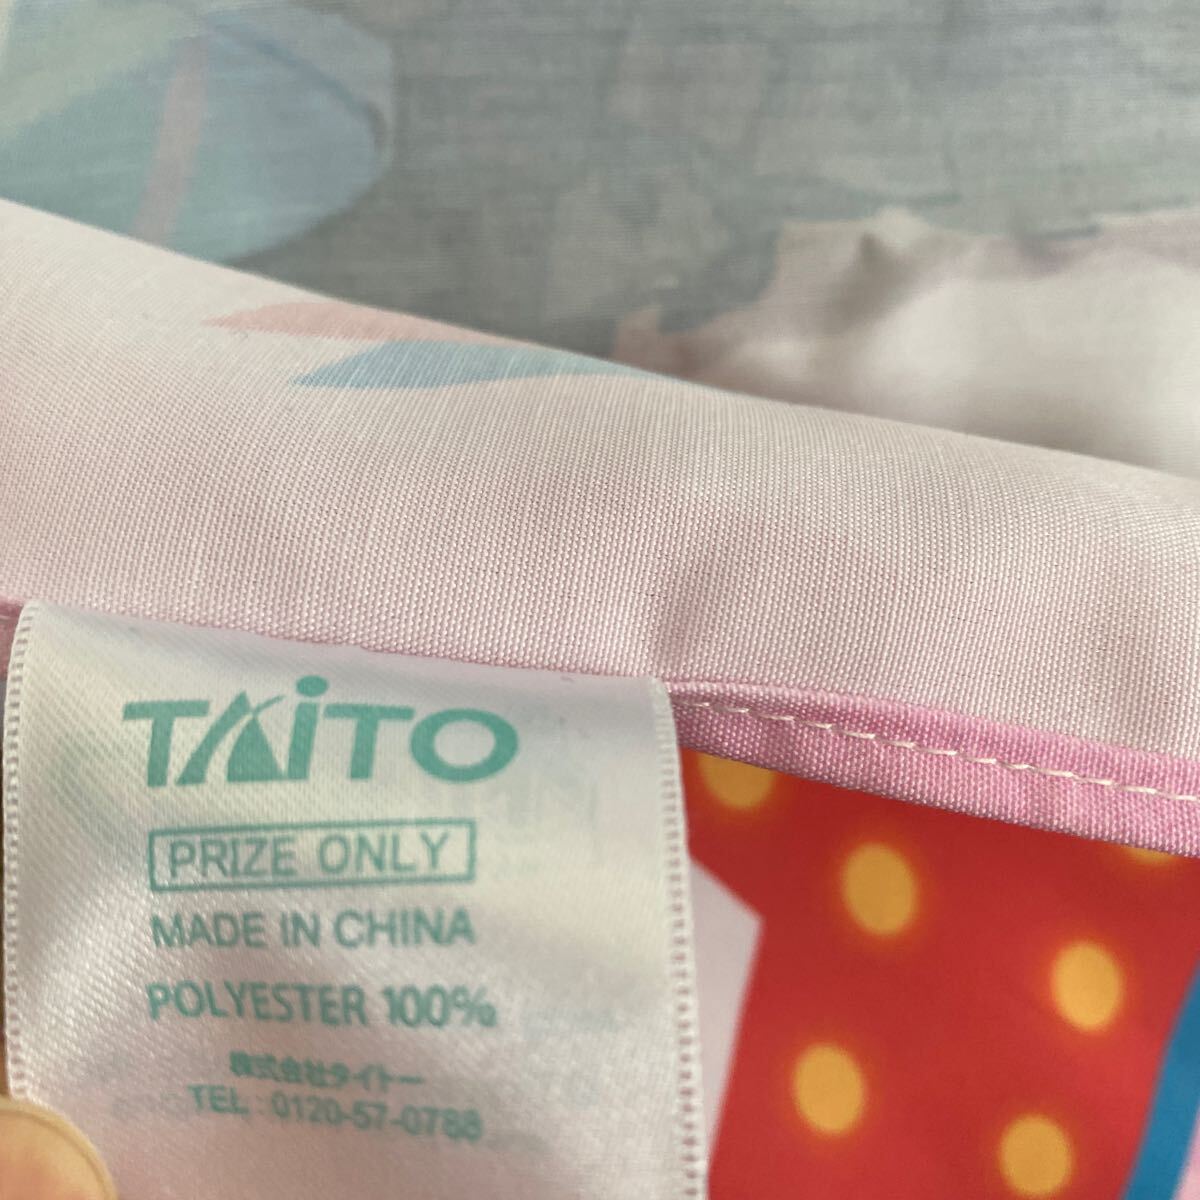 TAiTO
PRIZE ONLY
MADE IN CHINA
POLYESTER 100%
株式会社タイトー
TEL : 0120-57-0788